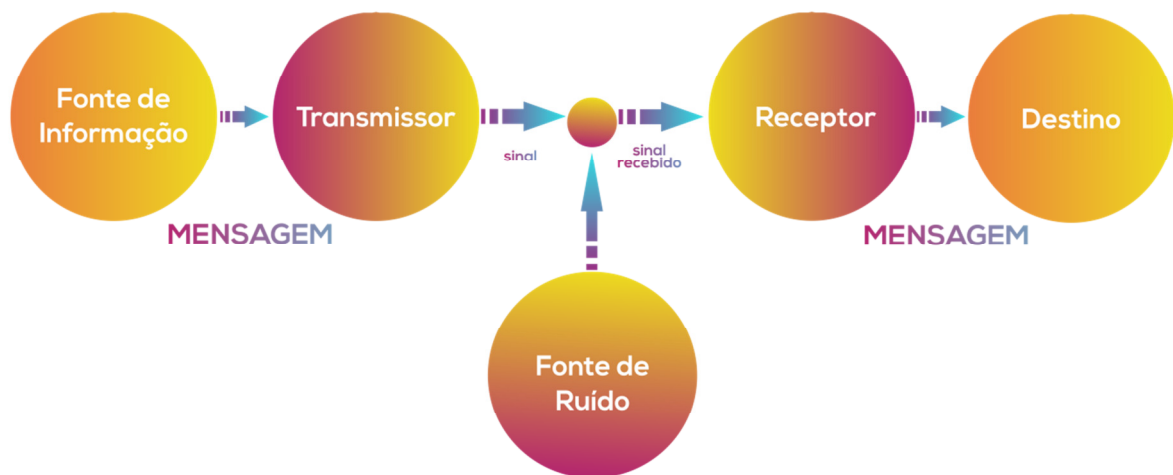 Fonte de
Informação
Transmissor
sinal
sinal
recebido
Receptor
Destino
MENSAGEM
MENSAGEM
Fonte de
Ruído